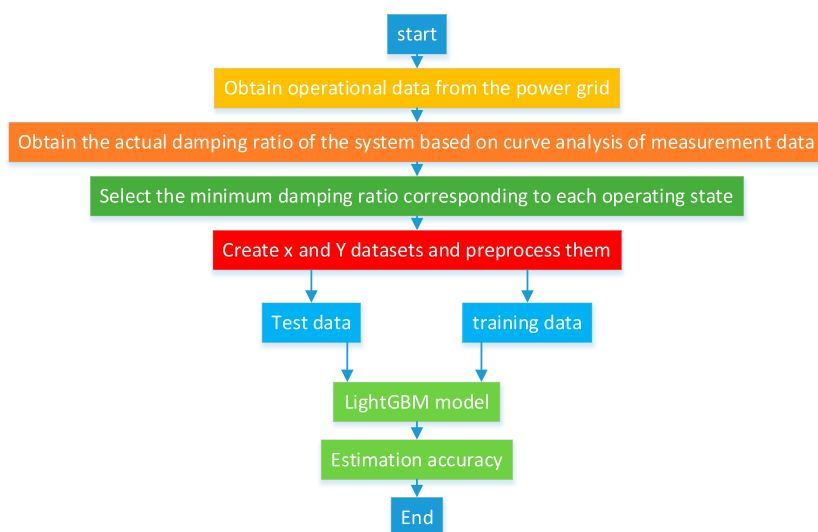 start
Obtain operational data from the power grid
Obtain the actual damping ratio of the system based on curve analysis of measurement data
Select the minimum damping ratio corresponding to each operating state
Create x and Y datasets and preprocess them
Test data
training data
LightGBM model
Estimation accuracy
End